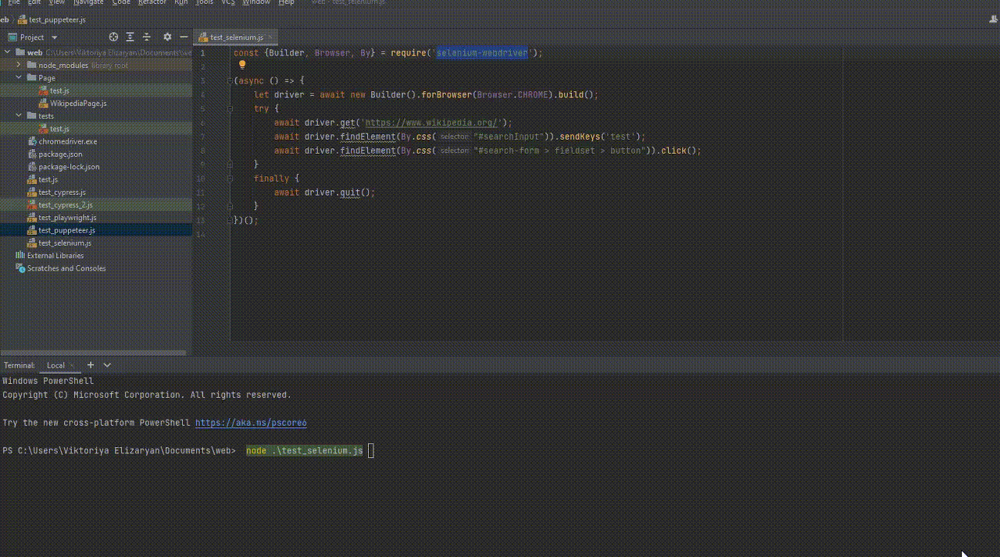 File Edit View Navigate Code Refactor Run Tools VCS Window Help web - test_selenium.js
eb test_puppeteer.js
Project
test_selenium.js
web C:\Users\Viktoriya Elizaryan\Documents\we
node_modules library root
Page
test.js
WikipediaPage.js
tests
test.js
chromedriver.exe
package.json
package-lock.json
test.js
test_cypress.js
test_cypress_2.js
test_playwright.js
test_puppeteer.js
test_selenium.js
External Libraries
Scratches and Consoles
1 const {Builder, Browser, By} = require('selenium-webdriver');
2
3 (async () => {
4 let driver = await new Builder().forBrowser(Browser.CHROME).build();
5 try {
6 await driver.get('https://www.wikipedia.org/');
7 await driver.findElement(By.css( selector "#searchInput")).sendKeys('test');
8 await driver.findElement(By.css( selector "#search-form > fieldset > button")).click();
9 }
10 finally {
11 await driver.quit();
12 }
13 })();
14
Terminal: Local
Windows PowerShell
Copyright (C) Microsoft Corporation. All rights reserved.
Try the new cross-platform PowerShell https://aka.ms/pscore6
PS C:\Users\Viktoriya Elizaryan\Documents\web> node .\test_selenium.js